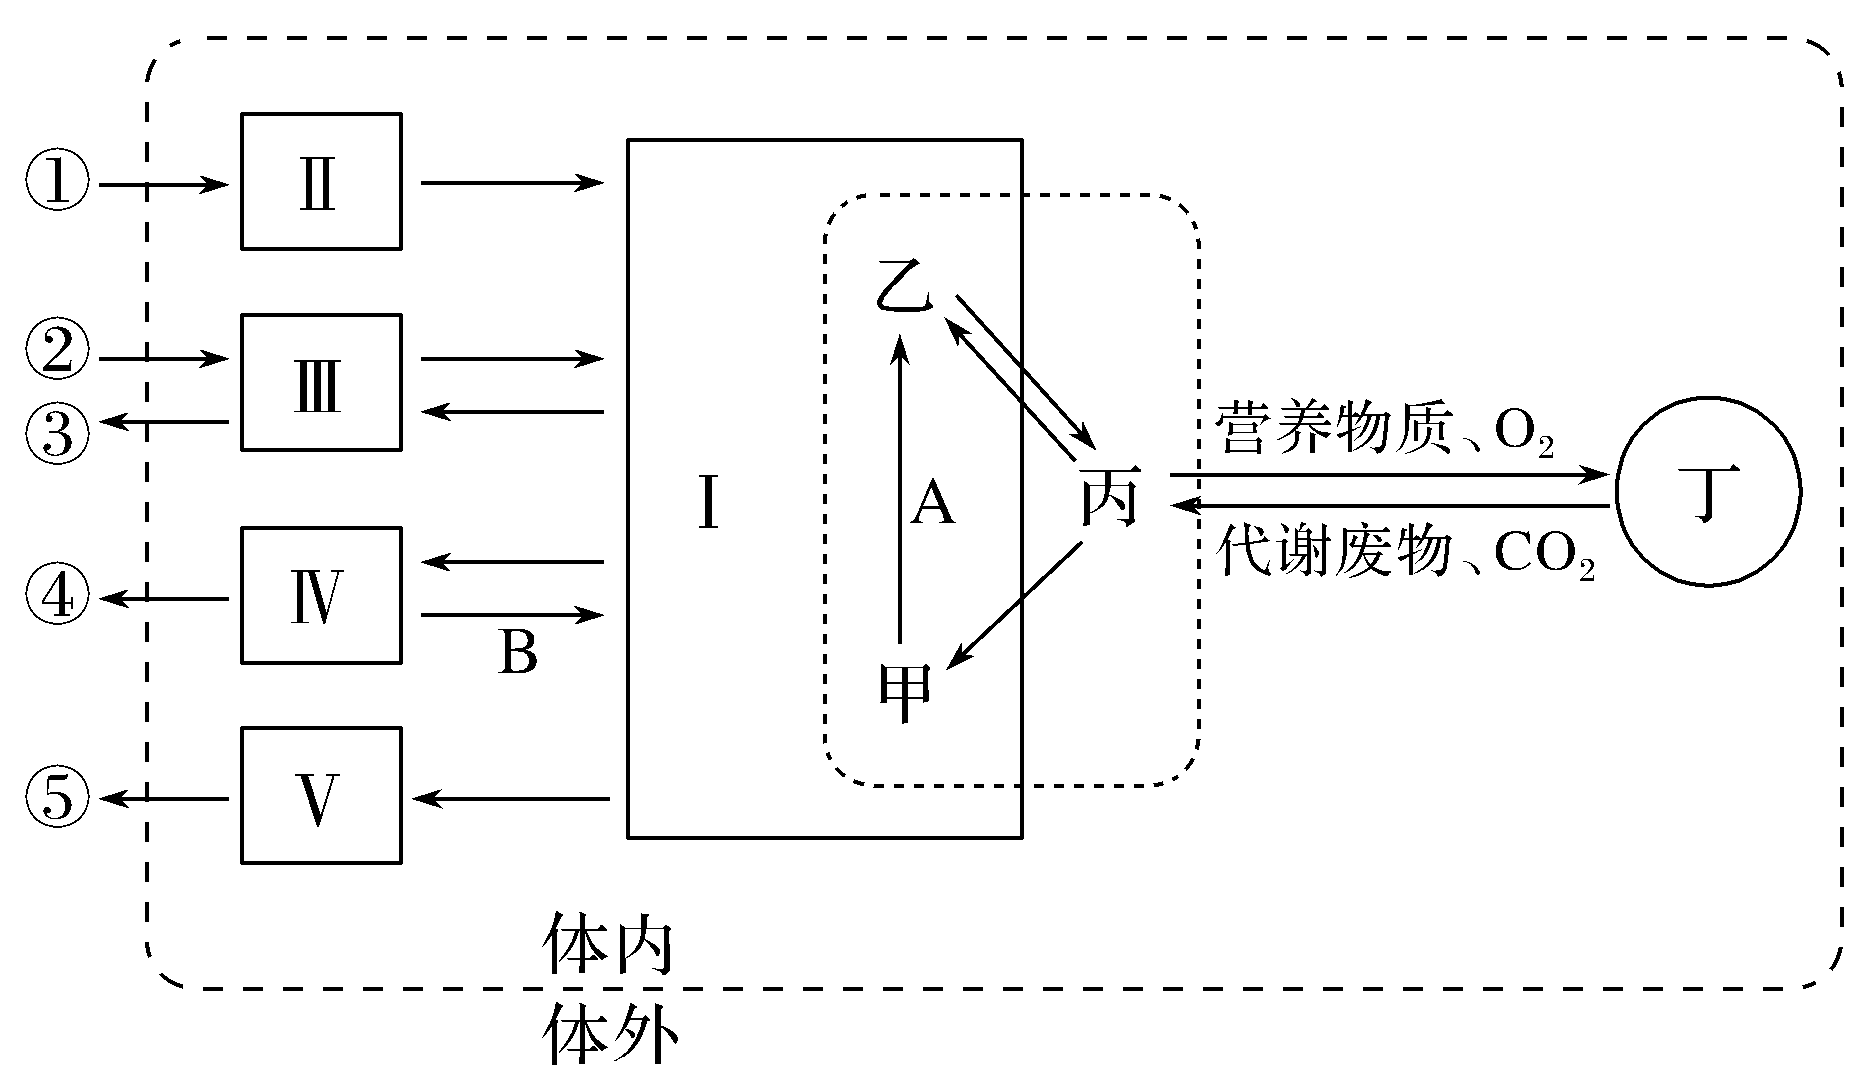 ① Ⅱ
乙
② Ⅲ
③
营养物质、O₂
Ⅰ A 丙 丁
代谢废物、CO₂
④ Ⅳ
B
甲
⑤ Ⅴ
体内
体外